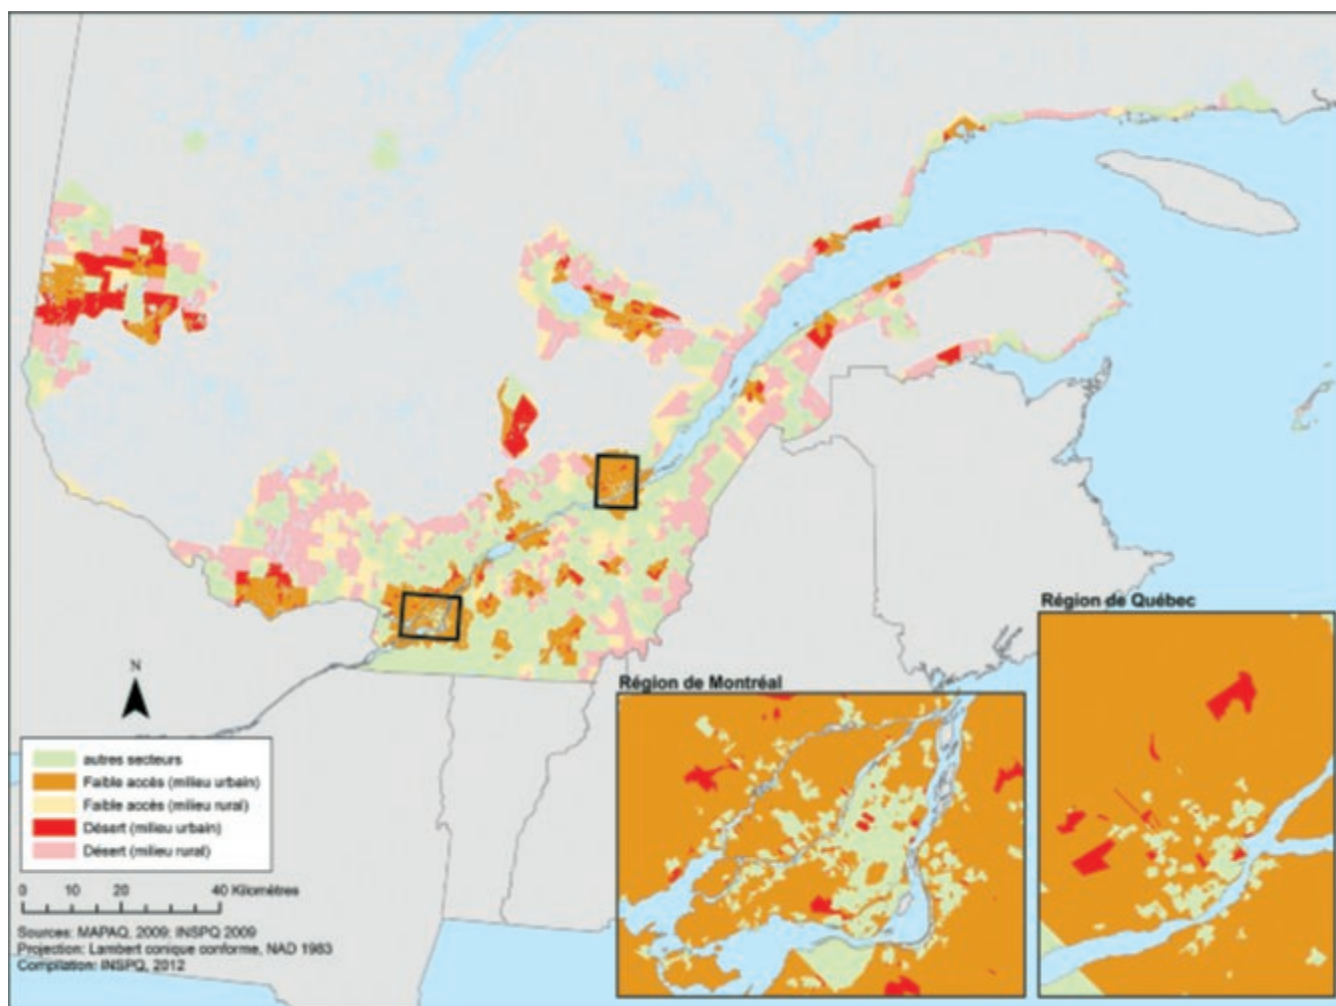 Région de Québec
Région de Montréal
N
autres secteurs
Faible accès (milieu urbain)
Faible accès (milieu rural)
Désert (milieu urbain)
Désert (milieu rural)
0 10 20 40 Kilomètres
Sources: MAPAQ, 2009; INSPQ 2009
Projection: Lambert conique conforme, NAD 1983
Compilation: INSPQ, 2012